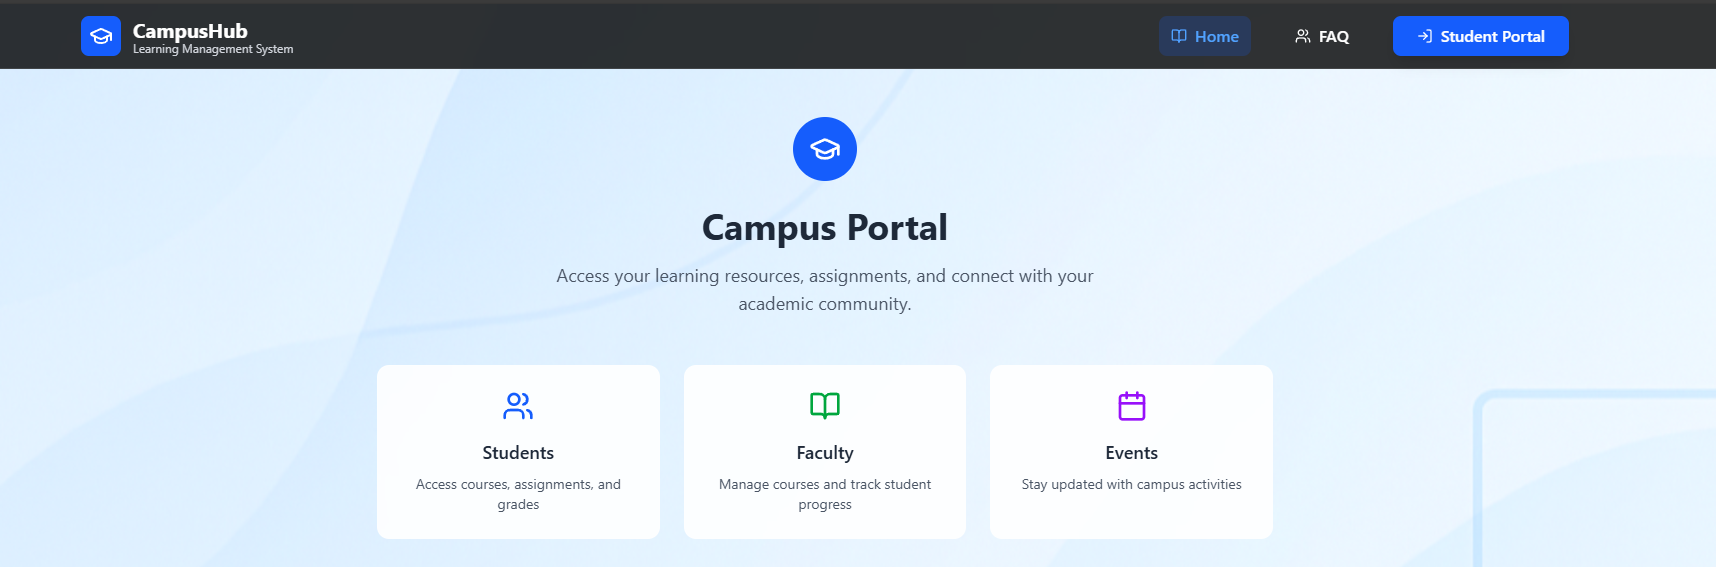 CampusHub
Learning Management System
Home
FAQ
Student Portal
Campus Portal
Access your learning resources, assignments, and connect with your
academic community.
Students
Access courses, assignments, and
grades
Faculty
Manage courses and track student
progress
Events
Stay updated with campus activities